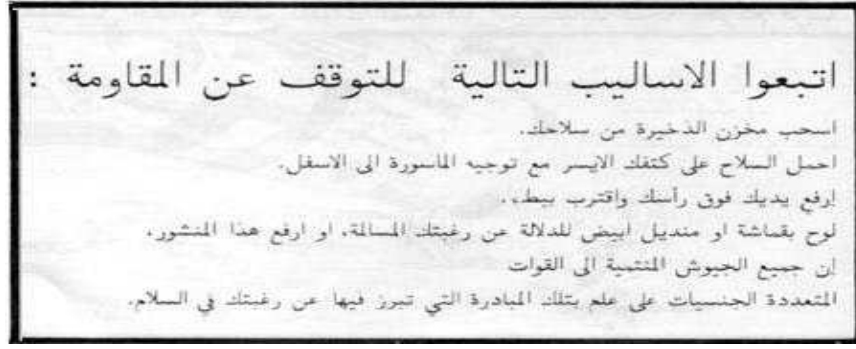 اتبعوا الاساليب التالية للتوقف عن المقاومة :
اسحب مخزن الذخيرة من سلاحك.
احمل السلاح على كتفك الايسر مع توجيه الماسورة الى الاسفل.
إرفع يديك فوق رأسك واقترب ببطء.
لوح بقماشة او منديل ابيض للدلالة عن رغبتك المسالمة، او ارفع هذا المنشور.
إن جميع الجيوش المنتمية الى القوات
المتعددة الجنسيات على علم بتلك المبادرة التي تبرز فيها عن رغبتك في السلام.